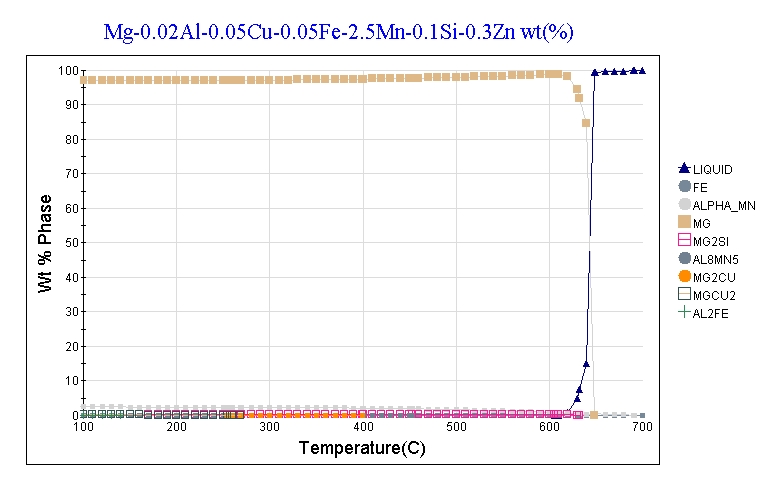 Mg-0.02Al-0.05Cu-0.05Fe-2.5Mn-0.1Si-0.3Zn wt(%)
100
90
80
70
60
50
40
30
20
10
0
Wt % Phase
100 200 300 400 500 600 700
Temperature(C)
LIQUID
FE
ALPHA_MN
MG
MG2SI
AL8MN5
MG2CU
MGCU2
AL2FE